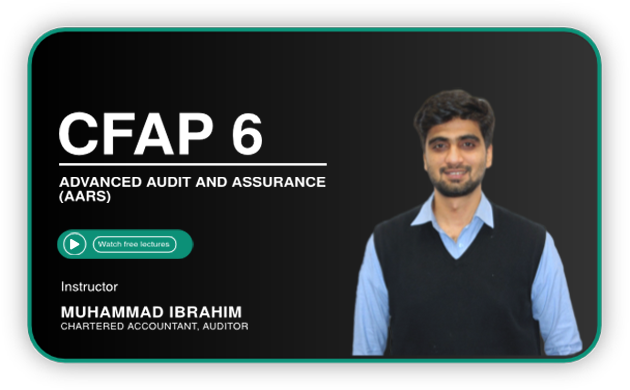 CFAP 6
ADVANCED AUDIT AND ASSURANCE
(AARS)
Watch free lectures
Instructor
MUHAMMAD IBRAHIM
CHARTERED ACCOUNTANT, AUDITOR